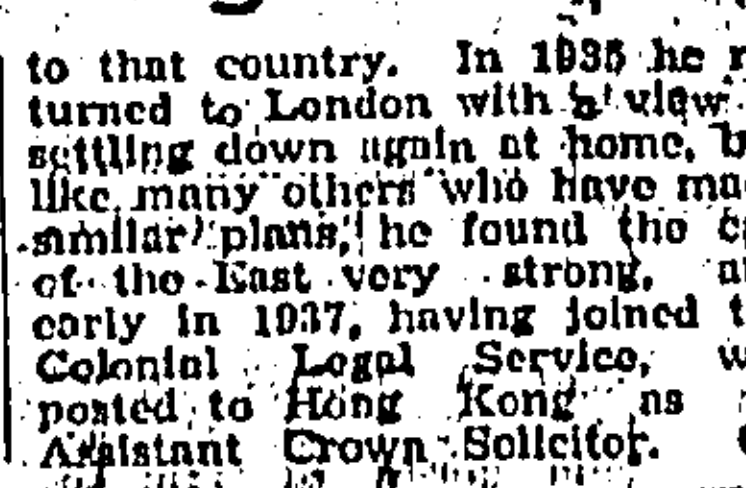 to that country. In 1935 he
turned to London with a view
settling down again at home,
like many others who have
similar plans, he found the
of the East very strong,
early in 1937, having joined
Colonial Legal Service,
posted to Hong Kong as
Assistant Crown Solicitor.